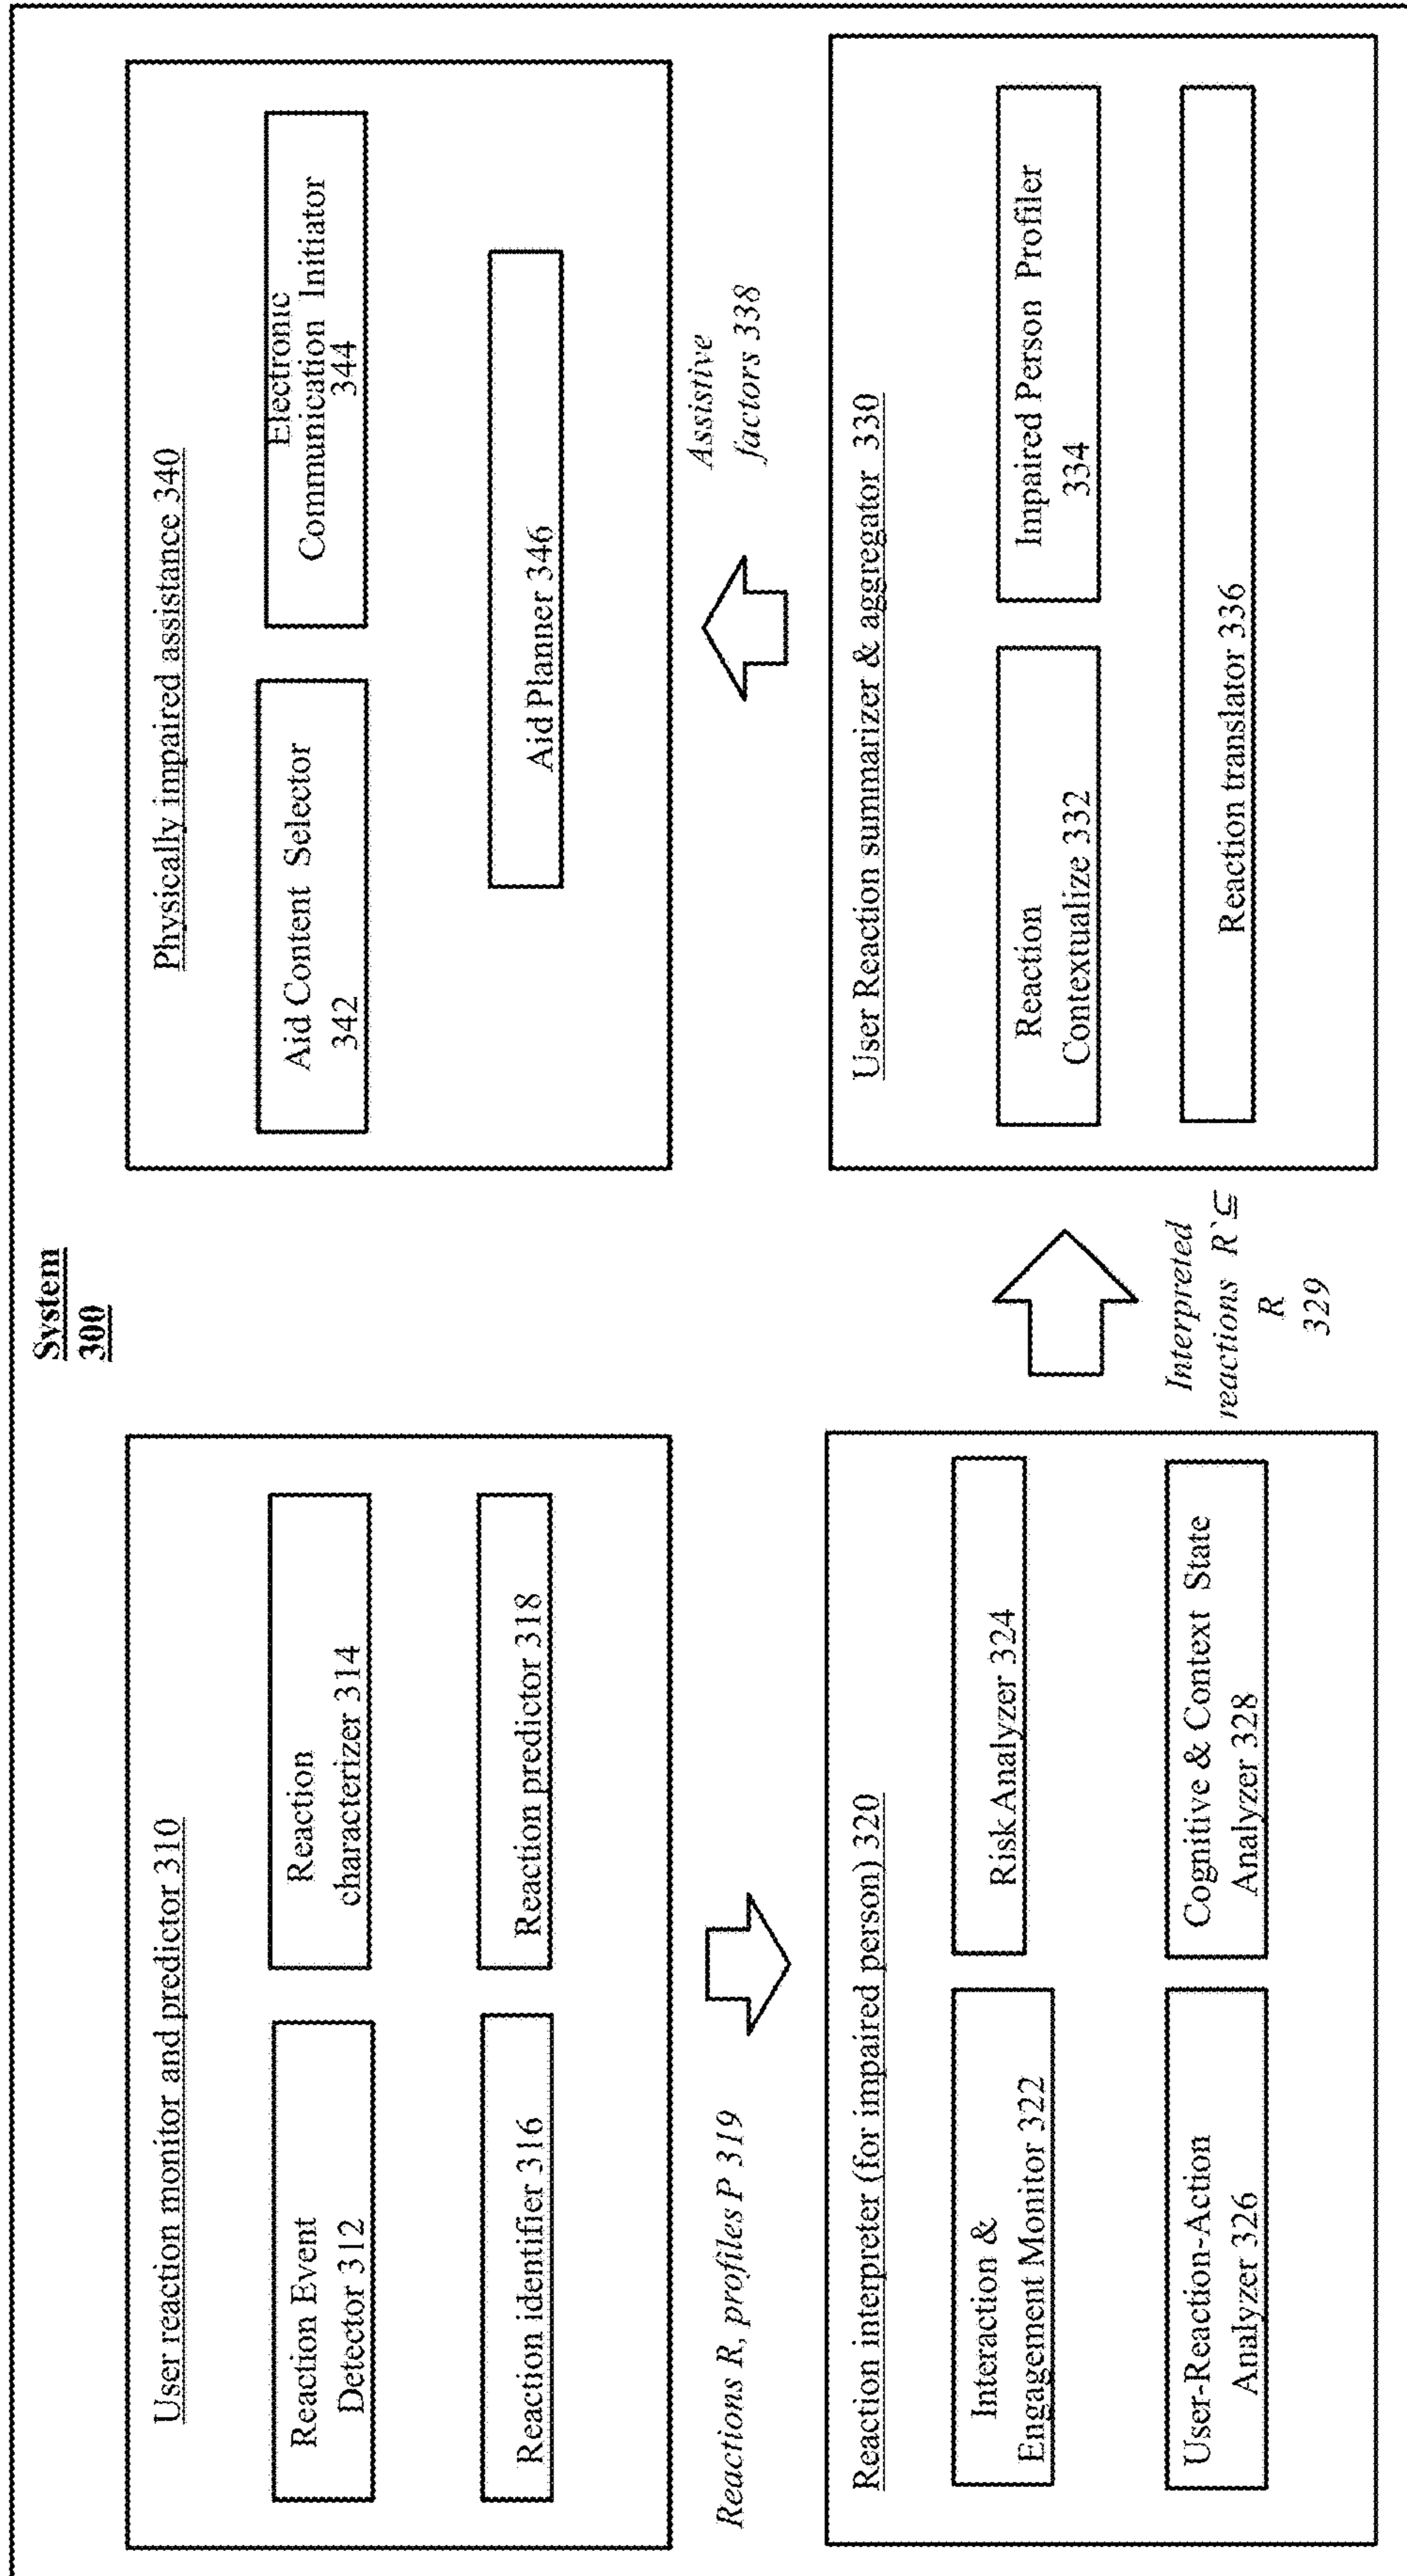 System
300
User reaction monitor and predictor 310
Reaction Event
Detector 312
Reaction
characterizer 314
Reaction identifier 316
Reaction predictor 318
Reactions R, profiles P 319
Reaction interpreter (for impaired person) 320
Interaction &
Engagement Monitor 322
Risk Analyzer 324
User-Reaction-Action
Analyzer 326
Cognitive & Context State
Analyzer 328
Interpreted
reactions R`⊆
R
329
User Reaction summarizer & aggregator 330
Reaction
Contextualize 332
Impaired Person Profiler
334
Reaction translator 336
Assistive
factors 338
Physically impaired assistance 340
Aid Content Selector
342
Electronic
Communication Initiator
344
Aid Planner 346